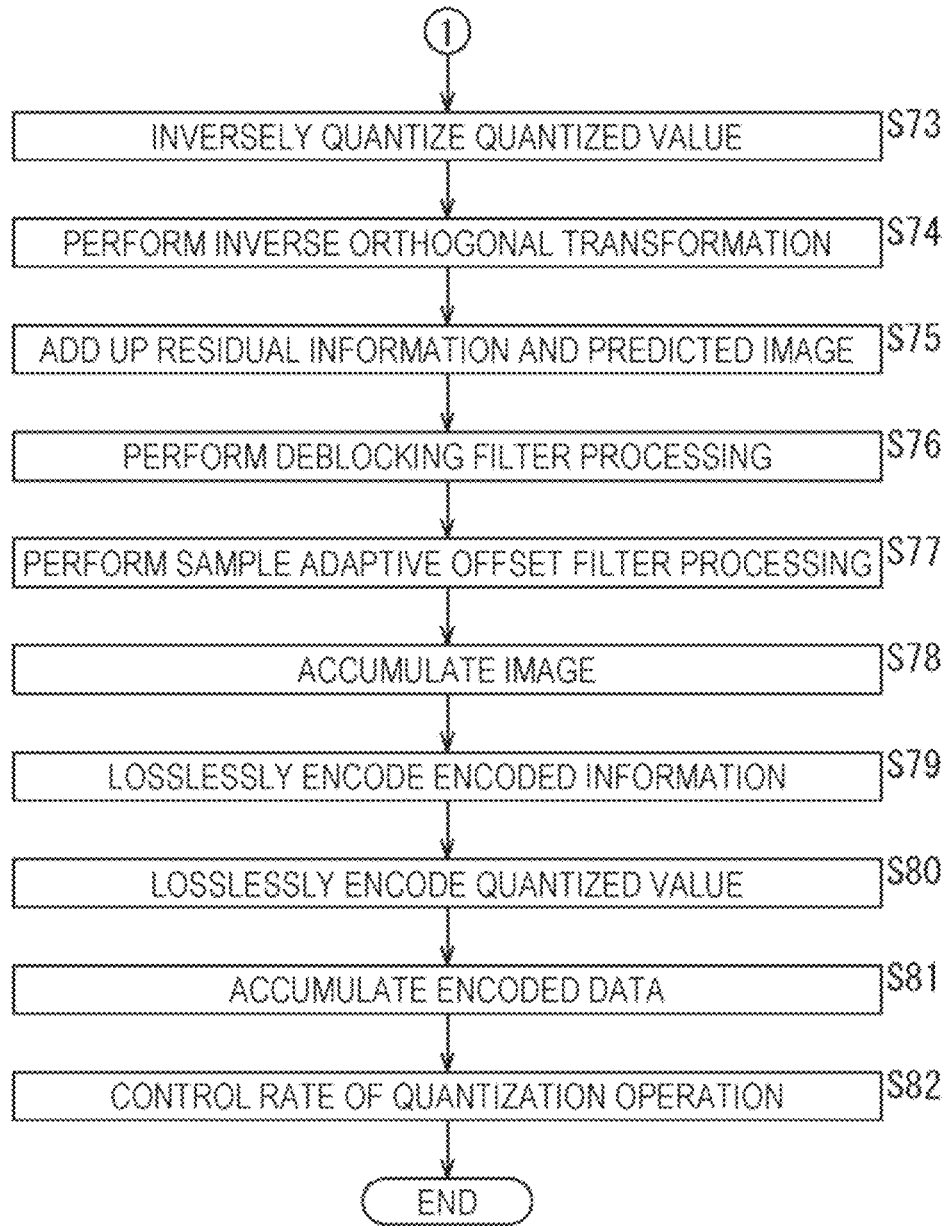 1
INVERSELY QUANTIZE QUANTIZED VALUE S73
PERFORM INVERSE ORTHOGONAL TRANSFORMATION S74
ADD UP RESIDUAL INFORMATION AND PREDICTED IMAGE S75
PERFORM DEBLOCKING FILTER PROCESSING S76
PERFORM SAMPLE ADAPTIVE OFFSET FILTER PROCESSING S77
ACCUMULATE IMAGE S78
LOSSLESSLY ENCODE ENCODED INFORMATION S79
LOSSLESSLY ENCODE QUANTIZED VALUE S80
ACCUMULATE ENCODED DATA S81
CONTROL RATE OF QUANTIZATION OPERATION S82
END